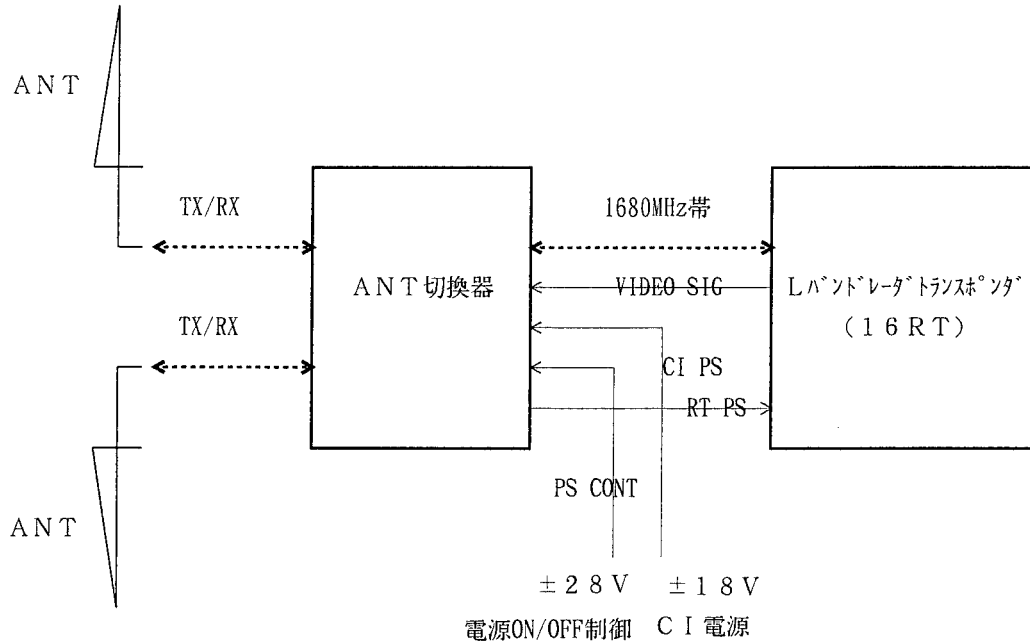 ＡＮＴ
TX/RX
1680MHz帯
ＡＮＴ切換器
VIDEO SIG
Ｌﾊﾞﾝﾄﾞﾚｰﾀﾞﾄﾗﾝｽﾎﾟﾝﾀﾞ
（１６ＲＴ）
TX/RX
CI PS
RT PS
PS CONT
ＡＮＴ
±２８Ｖ
±１８Ｖ
電源ON/OFF制御
ＣＩ電源